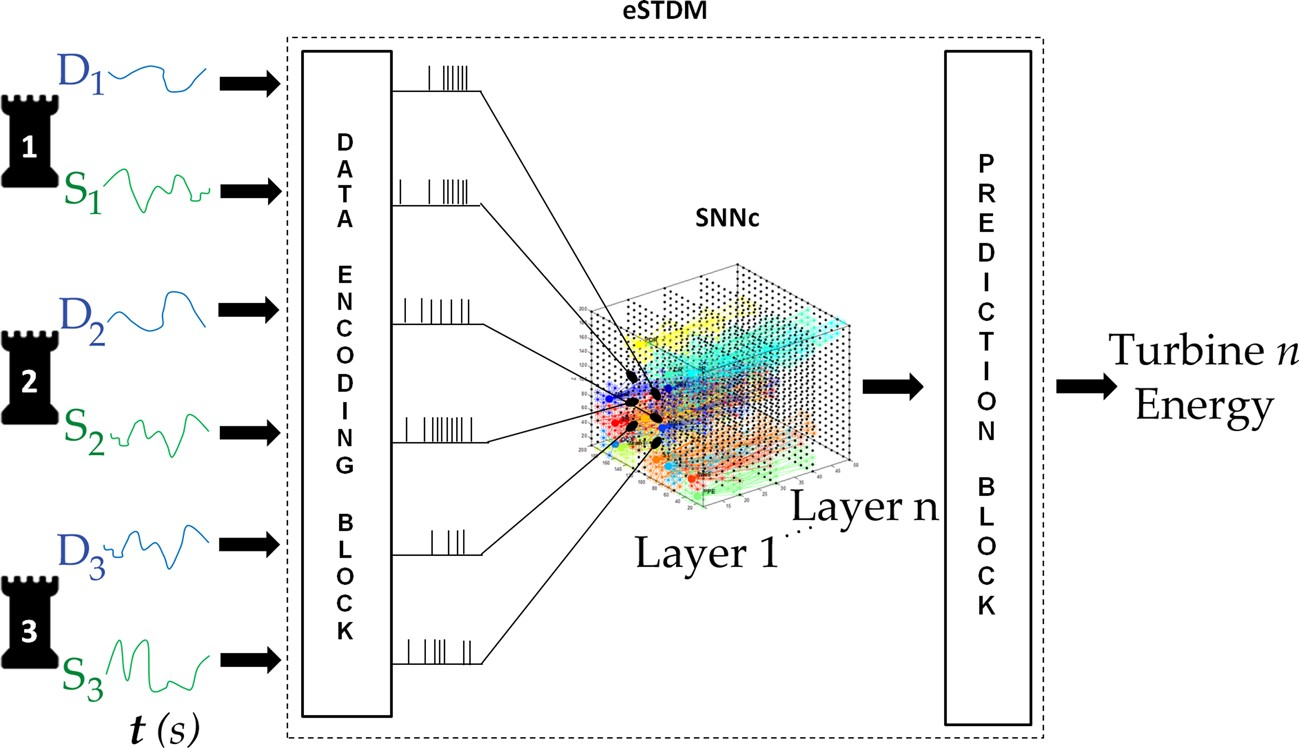 eSTDM
D1
1
S1
D2
2
S2
D3
3
S3
t (s)
DATA ENCODING BLOCK
SNNc
Layer 1
...
Layer n
PREDICTION BLOCK
Turbine n
Energy